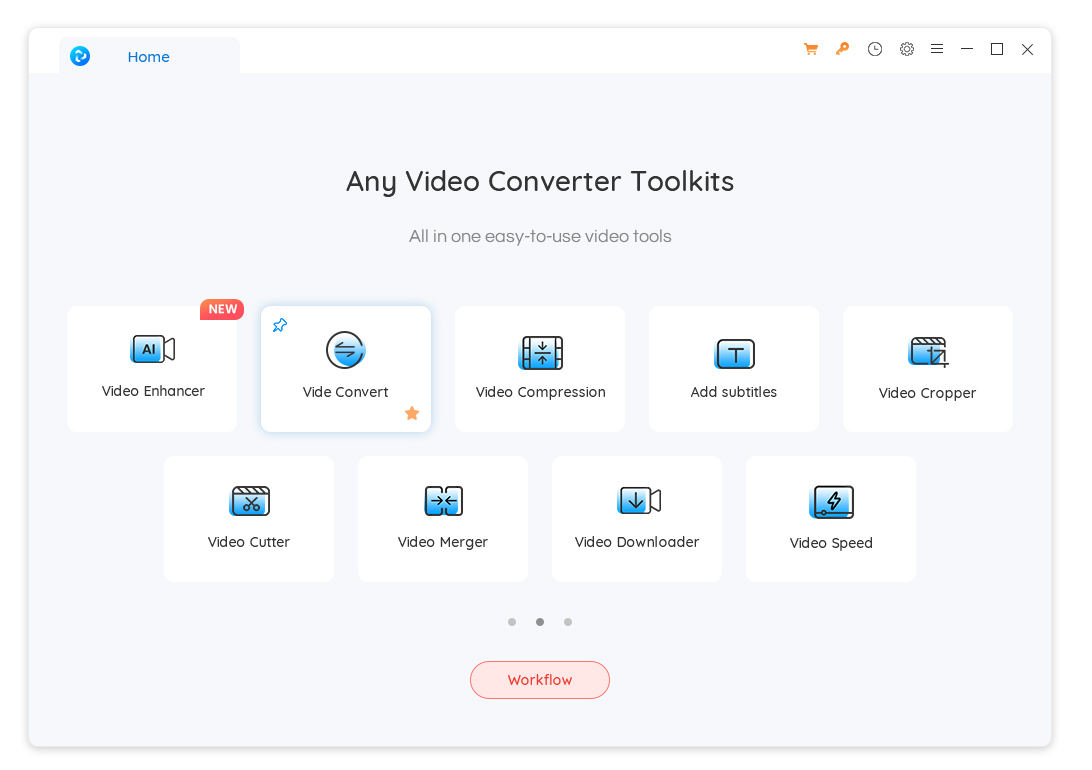 Home
Any Video Converter Toolkits
All in one easy-to-use video tools
NEW
AI
Video Enhancer
Vide Convert
Video Compression
T
Add subtitles
Video Cropper
Video Cutter
Video Merger
Video Downloader
Video Speed
Workflow